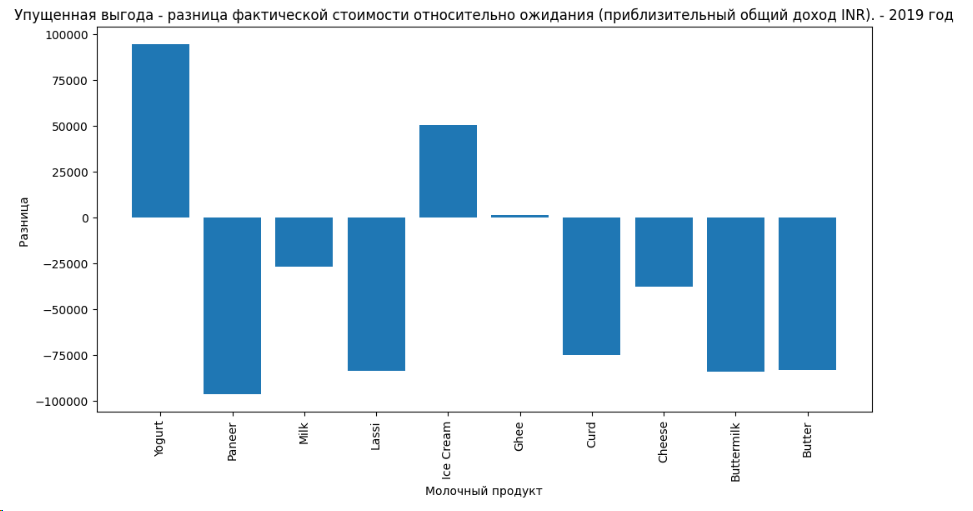 Упущенная выгода - разница фактической стоимости относительно ожидания (приблизительный общий доход INR). - 2019 год
100000
75000
50000
25000
0
−25000
−50000
−75000
−100000
Разница
Yogurt
Paneer
Milk
Lassi
Ice Cream
Ghee
Curd
Cheese
Buttermilk
Butter
Молочный продукт